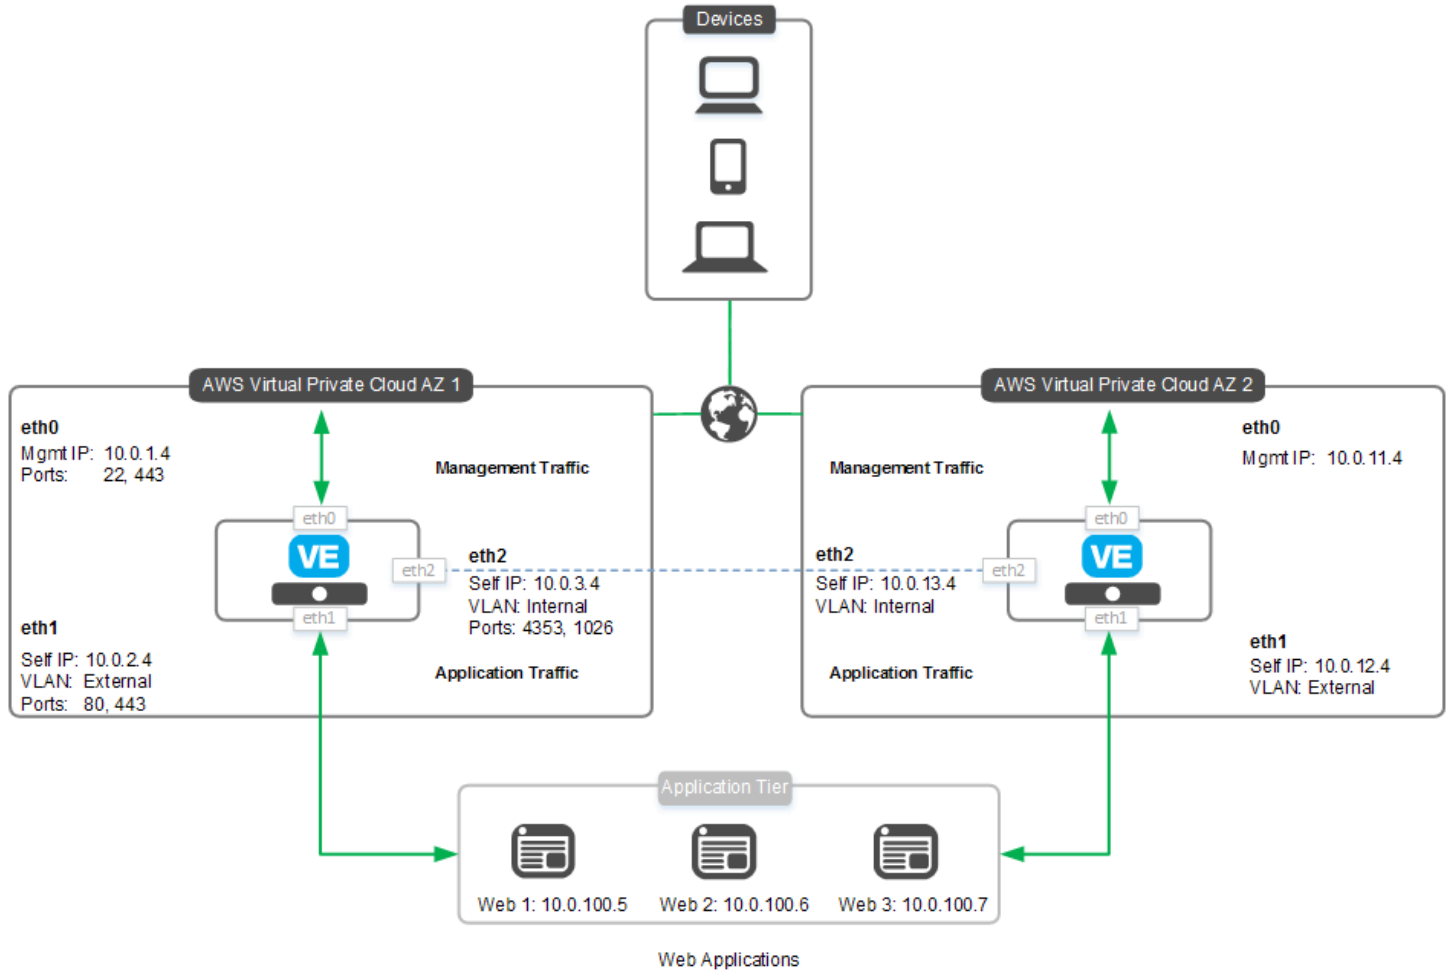 Devices
AWS Virtual Private Cloud AZ 1
eth0
Mgmt IP: 10.0.1.4
Ports: 22, 443
Management Traffic
eth0
VE
eth2
eth1
eth2
Self IP: 10.0.3.4
VLAN: Internal
Ports: 4353, 1026
eth1
Self IP: 10.0.2.4
VLAN: External
Ports: 80, 443
Application Traffic
AWS Virtual Private Cloud AZ 2
eth0
Mgmt IP: 10.0.11.4
Management Traffic
eth0
VE
eth2
eth1
eth2
Self IP: 10.0.13.4
VLAN: Internal
eth1
Self IP: 10.0.12.4
VLAN: External
Application Traffic
Application Tier
Web 1: 10.0.100.5
Web 2: 10.0.100.6
Web 3: 10.0.100.7
Web Applications